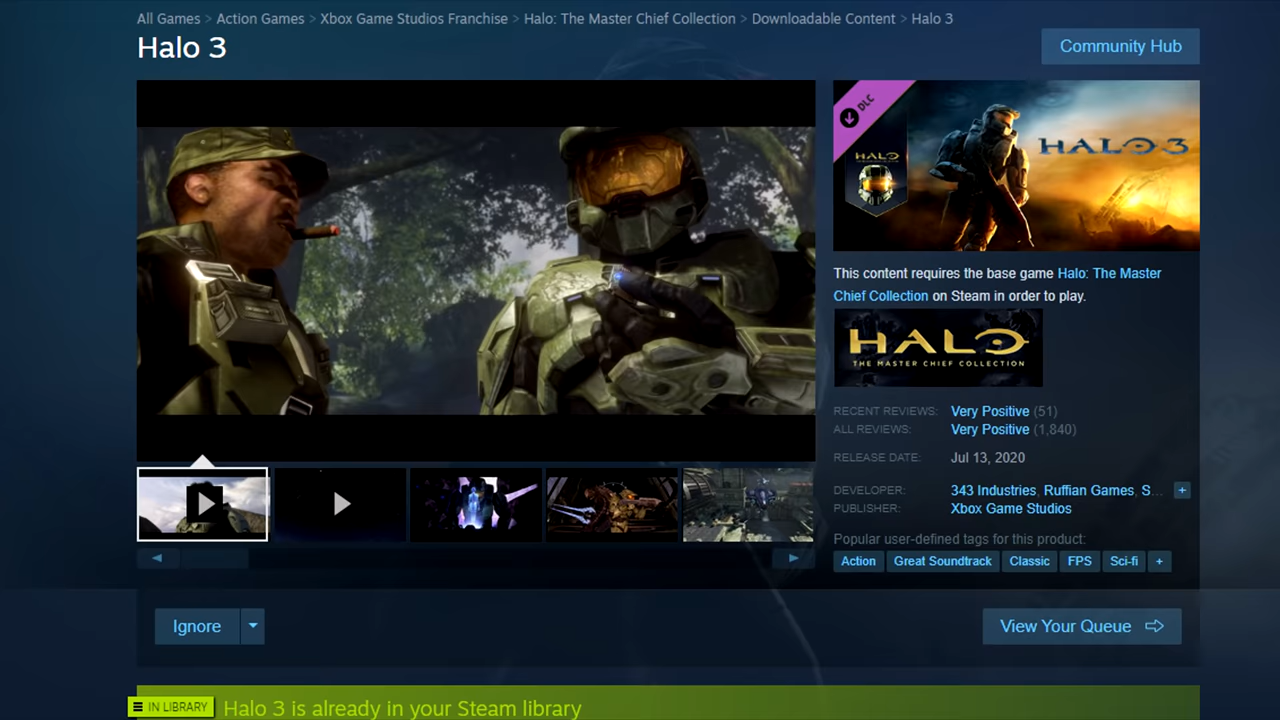 All Games > Action Games > Xbox Game Studios Franchise > Halo: The Master Chief Collection > Downloadable Content > Halo 3
Halo 3
Community Hub
DLC
HALO
HALO 3
This content requires the base game Halo: The Master
Chief Collection on Steam in order to play.
HALO
THE MASTER CHIEF COLLECTION
RECENT REVIEWS: Very Positive (51)
ALL REVIEWS: Very Positive (1,840)
RELEASE DATE: Jul 13, 2020
DEVELOPER: 343 Industries, Ruffian Games, S...
PUBLISHER: Xbox Game Studios
Popular user-defined tags for this product:
Action Great Soundtrack Classic FPS Sci-fi +
Ignore
View Your Queue
IN LIBRARY
Halo 3 is already in your Steam library